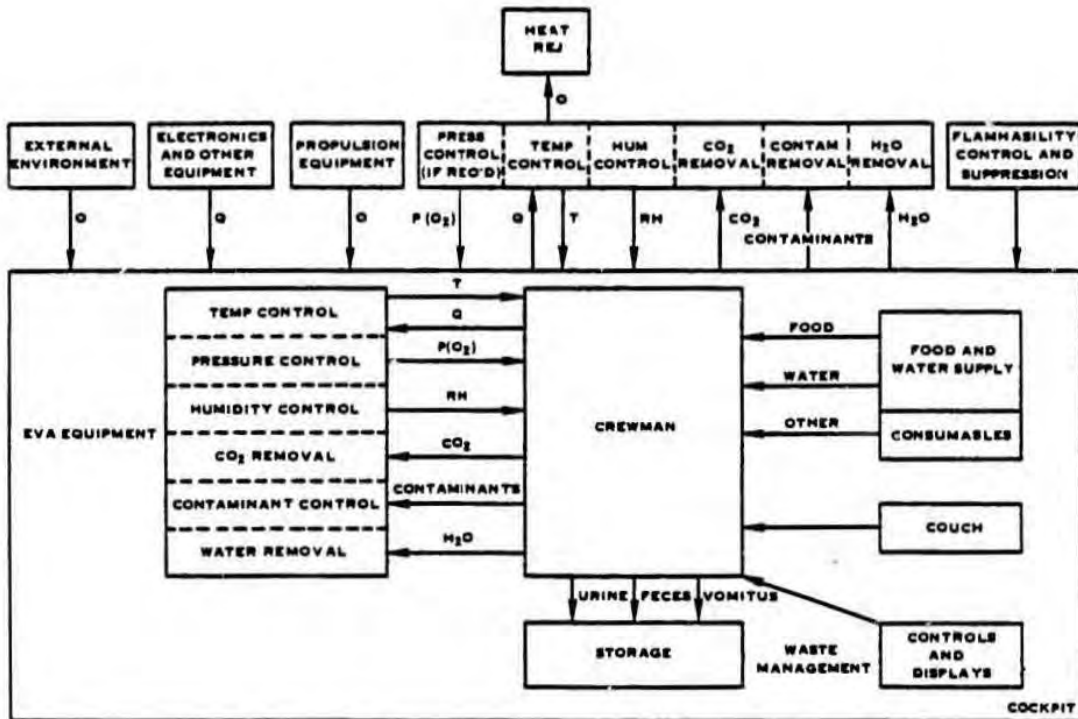 HEAT
REJ
Q
EXTERNAL
ENVIRONMENT
ELECTRONICS
AND OTHER
EQUIPMENT
PROPULSION
EQUIPMENT
PRESS
CONTROL
(IF REQ'D)
TEMP
CONTROL
HUM
CONTROL
CO₂
REMOVAL
CONTAM
REMOVAL
H₂O
REMOVAL
FLAMMABILITY
CONTROL AND
SUPPRESSION
Q
Q
Q
P(O₂)
Q
T
RH
CO₂
CONTAMINANTS
H₂O
EVA EQUIPMENT
TEMP CONTROL
PRESSURE CONTROL
HUMIDITY CONTROL
CO₂ REMOVAL
CONTAMINANT CONTROL
WATER REMOVAL
T
Q
P(O₂)
RH
CO₂
CONTAMINANTS
H₂O
CREWMAN
FOOD
WATER
OTHER
FOOD AND
WATER SUPPLY
CONSUMABLES
COUCH
URINE
FECES
VOMITUS
STORAGE
WASTE
MANAGEMENT
CONTROLS
AND
DISPLAYS
COCKPIT